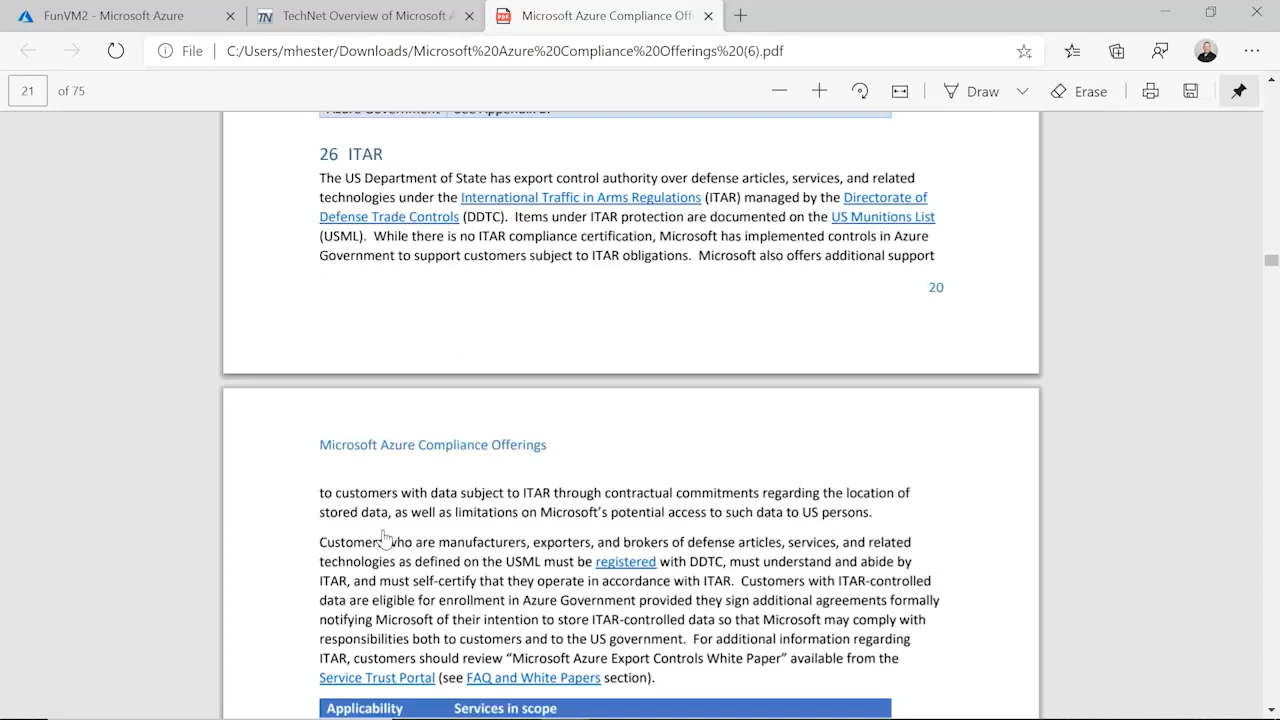 FunVM2 - Microsoft Azure
TechNet Overview of Microsoft A
Microsoft Azure Compliance Offe
File
C:/Users/mhester/Downloads/Microsoft%20Azure%20Compliance%20Offerings%20(6).pdf
21 of 75
Draw
Erase
Azure Government See Appendix B.
26 ITAR
The US Department of State has export control authority over defense articles, services, and related
technologies under the International Traffic in Arms Regulations (ITAR) managed by the Directorate of
Defense Trade Controls (DDTC). Items under ITAR protection are documented on the US Munitions List
(USML). While there is no ITAR compliance certification, Microsoft has implemented controls in Azure
Government to support customers subject to ITAR obligations. Microsoft also offers additional support
20
Microsoft Azure Compliance Offerings
to customers with data subject to ITAR through contractual commitments regarding the location of
stored data, as well as limitations on Microsoft's potential access to such data to US persons.
Customers who are manufacturers, exporters, and brokers of defense articles, services, and related
technologies as defined on the USML must be registered with DDTC, must understand and abide by
ITAR, and must self-certify that they operate in accordance with ITAR. Customers with ITAR-controlled
data are eligible for enrollment in Azure Government provided they sign additional agreements formally
notifying Microsoft of their intention to store ITAR-controlled data so that Microsoft may comply with
responsibilities both to customers and to the US government. For additional information regarding
ITAR, customers should review “Microsoft Azure Export Controls White Paper” available from the
Service Trust Portal (see FAQ and White Papers section).
Applicability Services in scope